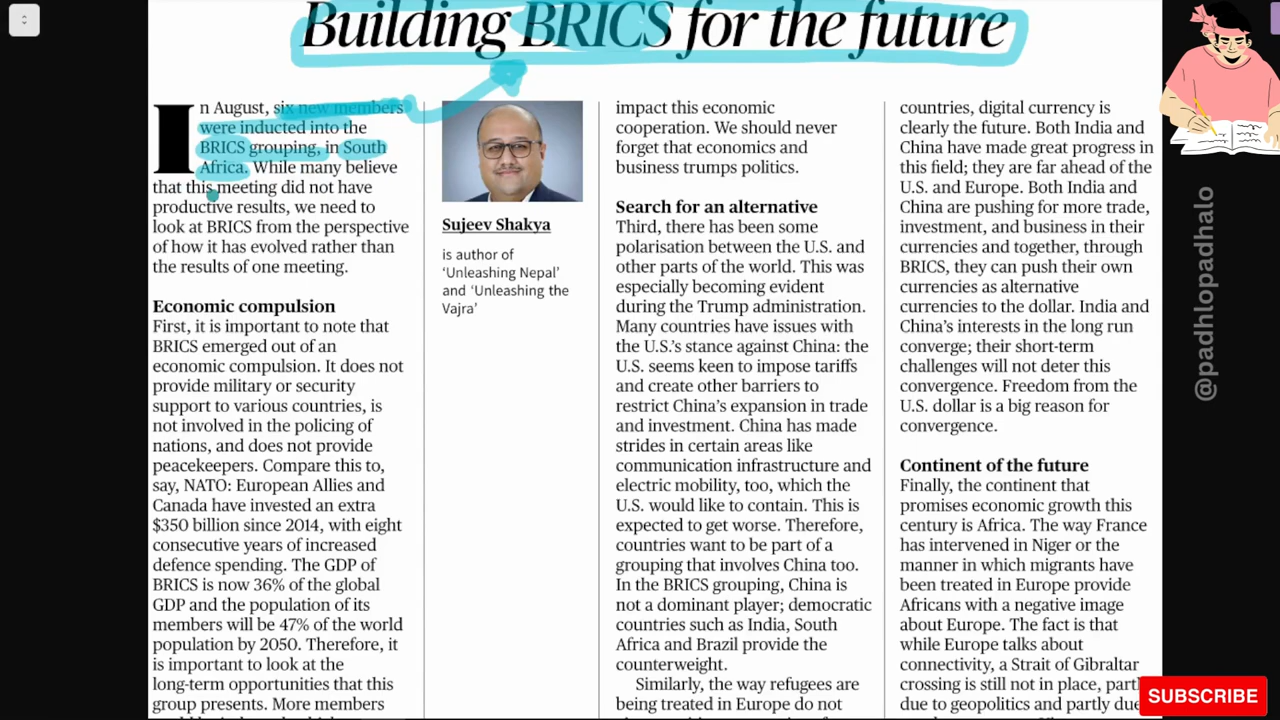 Building BRICS for the future
In August, six new members
were inducted into the
BRICS grouping, in South
Africa. While many believe
that this meeting did not have
productive results, we need to
look at BRICS from the perspective
of how it has evolved rather than
the results of one meeting.
Economic compulsion
First, it is important to note that
BRICS emerged out of an
economic compulsion. It does not
provide military or security
support to various countries, is
not involved in the policing of
nations, and does not provide
peacekeepers. Compare this to,
say, NATO: European Allies and
Canada have invested an extra
$350 billion since 2014, with eight
consecutive years of increased
defence spending. The GDP of
BRICS is now 36% of the global
GDP and the population of its
members will be 47% of the world
population by 2050. Therefore, it
is important to look at the
long-term opportunities that this
group presents. More members
Sujeev Shakya
is author of
‘Unleashing Nepal’
and ‘Unleashing the
Vajra’
impact this economic
cooperation. We should never
forget that economics and
business trumps politics.
Search for an alternative
Third, there has been some
polarisation between the U.S. and
other parts of the world. This was
especially becoming evident
during the Trump administration.
Many countries have issues with
the U.S.’s stance against China: the
U.S. seems keen to impose tariffs
and create other barriers to
restrict China’s expansion in trade
and investment. China has made
strides in certain areas like
communication infrastructure and
electric mobility, too, which the
U.S. would like to contain. This is
expected to get worse. Therefore,
countries want to be part of a
grouping that involves China too.
In the BRICS grouping, China is
not a dominant player; democratic
countries such as India, South
Africa and Brazil provide the
counterweight.
Similarly, the way refugees are
being treated in Europe do not
countries, digital currency is
clearly the future. Both India and
China have made great progress in
this field; they are far ahead of the
U.S. and Europe. Both India and
China are pushing for more trade,
investment, and business in their
currencies and together, through
BRICS, they can push their own
currencies as alternative
currencies to the dollar. India and
China’s interests in the long run
converge; their short-term
challenges will not deter this
convergence. Freedom from the
U.S. dollar is a big reason for
convergence.
Continent of the future
Finally, the continent that
promises economic growth this
century is Africa. The way France
has intervened in Niger or the
manner in which migrants have
been treated in Europe provide
Africans with a negative image
about Europe. The fact is that
while Europe talks about
connectivity, a Strait of Gibraltar
crossing is still not in place,
due to geopolitics and partly due
@padhlopadhalo
SUBSCRIBE